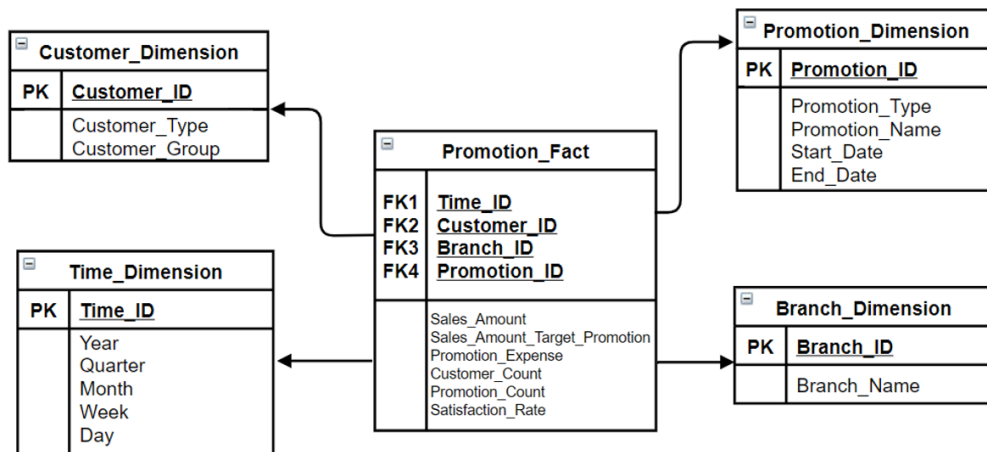 Customer_Dimension
PK Customer_ID
Customer_Type
Customer_Group
Time_Dimension
PK Time_ID
Year
Quarter
Month
Week
Day
Promotion_Fact
FK1 Time_ID
FK2 Customer_ID
FK3 Branch_ID
FK4 Promotion_ID
Sales_Amount
Sales_Amount_Target_Promotion
Promotion_Expense
Customer_Count
Promotion_Count
Satisfaction_Rate
Promotion_Dimension
PK Promotion_ID
Promotion_Type
Promotion_Name
Start_Date
End_Date
Branch_Dimension
PK Branch_ID
Branch_Name